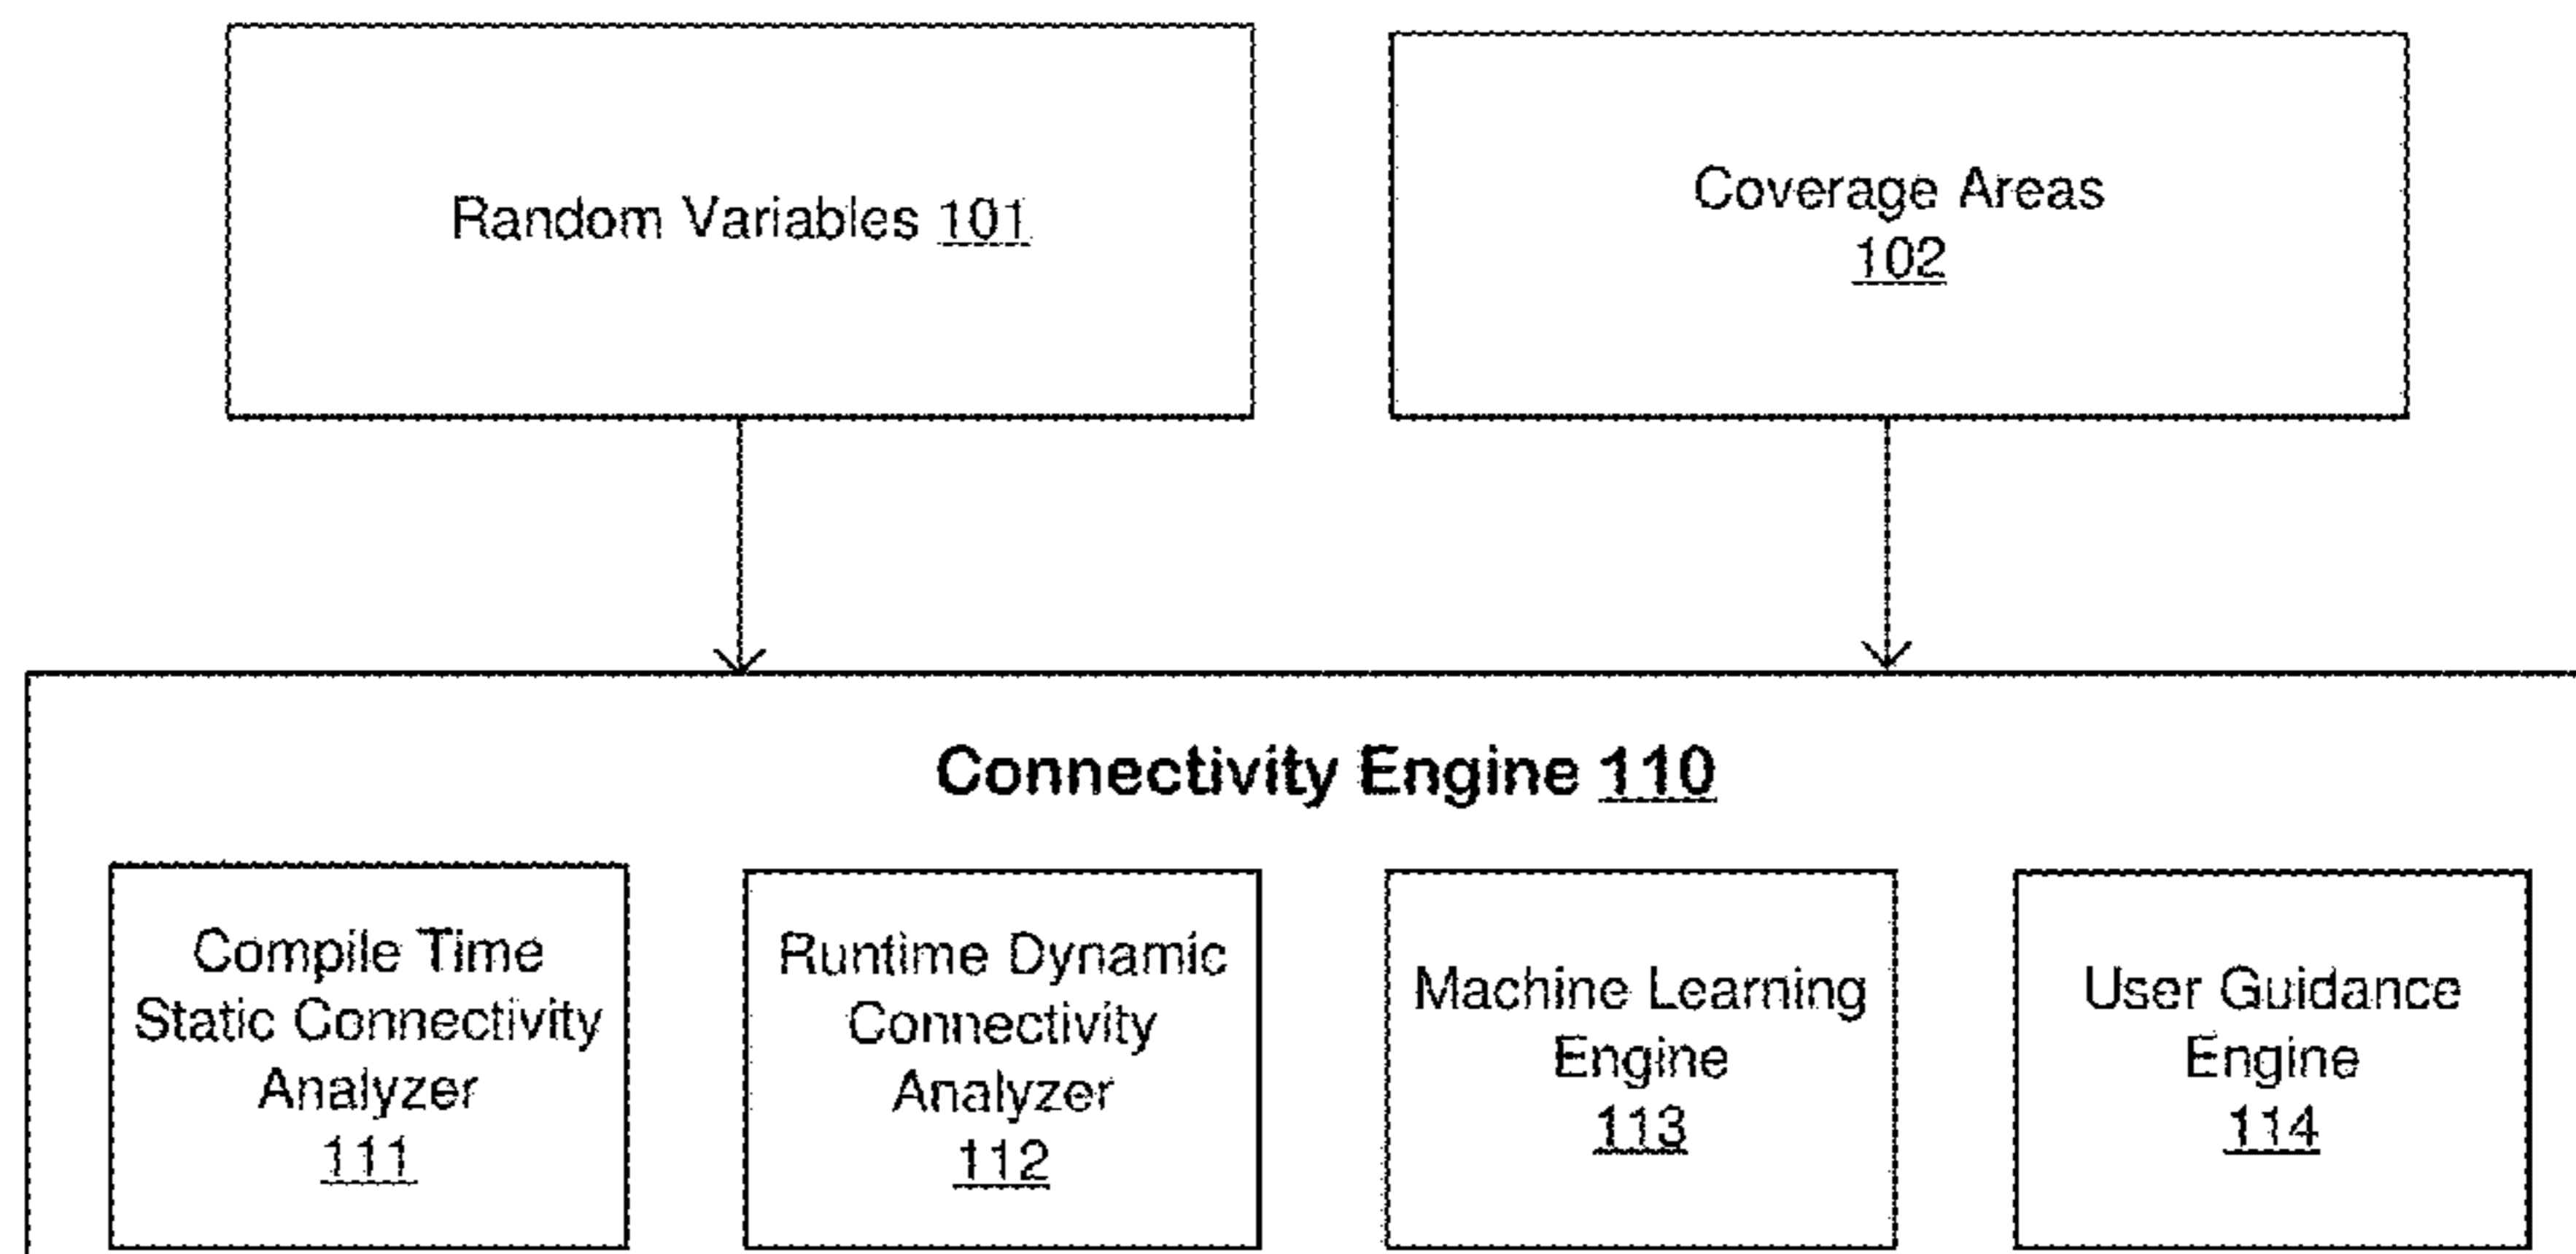 Random Variables 101
Coverage Areas
102
Connectivity Engine 110
Compile Time
Static Connectivity
Analyzer
111
Runtime Dynamic
Connectivity
Analyzer
112
Machine Learning
Engine
113
User Guidance
Engine
114